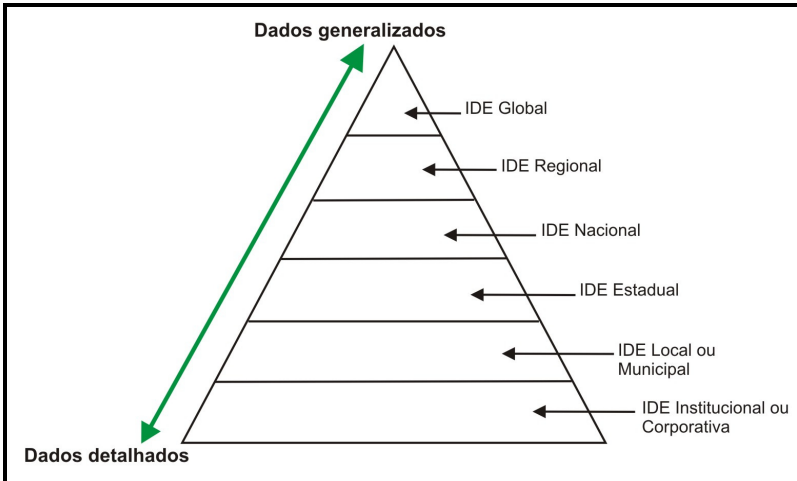 Dados generalizados
IDE Global
IDE Regional
IDE Nacional
IDE Estadual
IDE Local ou
Municipal
IDE Institucional ou
Corporativa
Dados detalhados